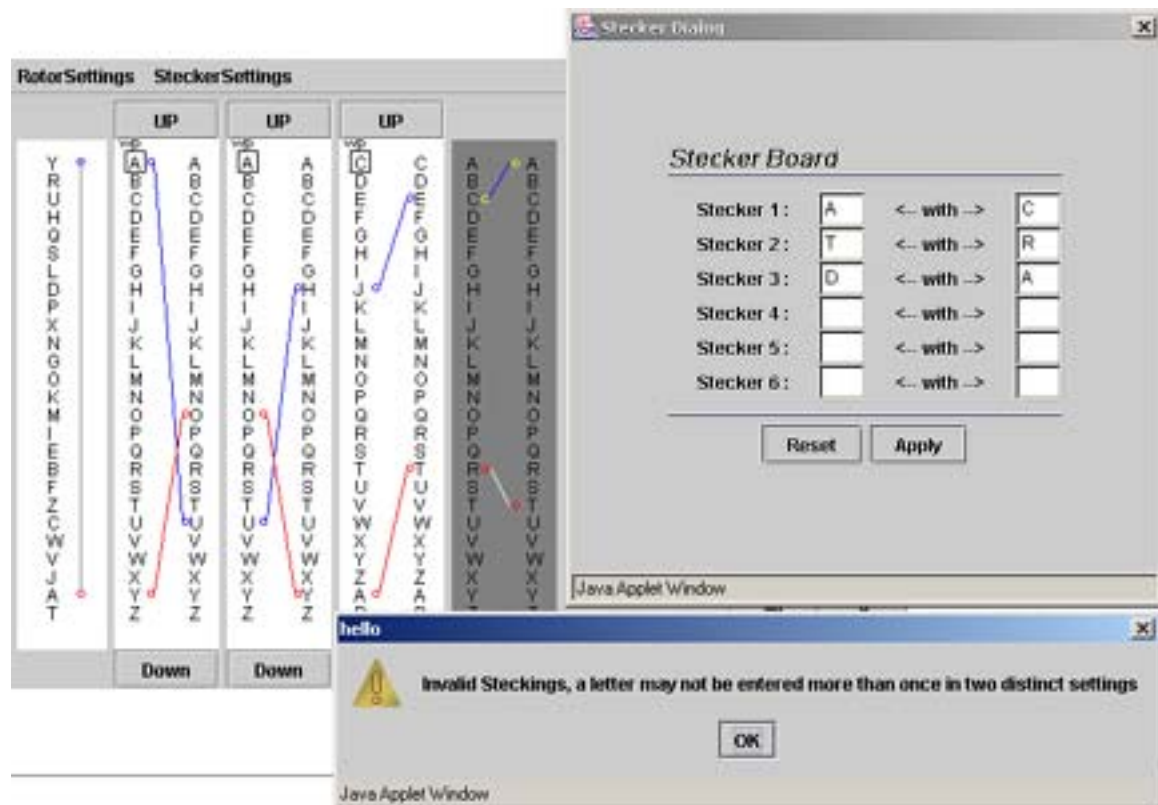 Stecker Dialog
RotorSettings SteckerSettings
UP UP UP
Y A A A A C C A A
R B B B B D D B B
U C C C C E E C C
H D D D D F F D D
Q E E E E G G E E
S F F F F H H F F
L G G G G I I G G
D H H H H J J H H
P I I I I K K I I
X J J J J L L J J
N K K K K M M K K
G L L L L N N L L
O M M M M O O M M
K N N N N P P N N
M O O O O Q Q O O
I P P P P R R P P
E Q Q Q Q S S Q Q
B R R R R T T R R
F S S S S U U S S
Z T T T T V V T T
C U U U U W W U U
W V V V V X X V V
V W W W W Y Y W W
J X X X X Z Z X X
A Y Y Y Y A A Y Y
T Z Z Z Z
Down Down
Stecker Board
Stecker 1 : A <-- with --> C
Stecker 2 : T <-- with --> R
Stecker 3 : D <-- with --> A
Stecker 4 : <-- with -->
Stecker 5 : <-- with -->
Stecker 6 : <-- with -->
Reset Apply
Java Applet Window
hello
Invalid Steckings, a letter may not be entered more than once in two distinct settings
OK
Java Applet Window